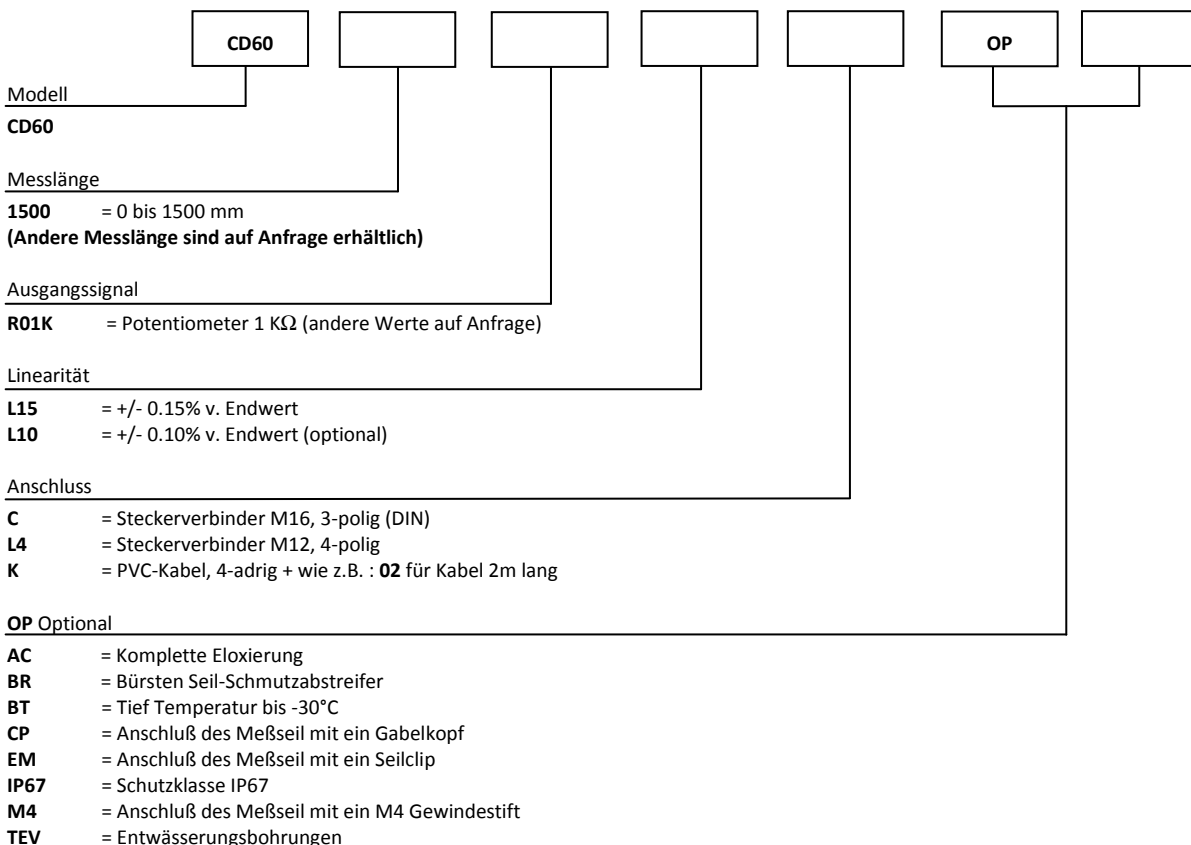 CD60 OP
Modell
CD60
Messlänge
1500 = 0 bis 1500 mm
(Andere Messlänge sind auf Anfrage erhältlich)
Ausgangssignal
R01K = Potentiometer 1 KΩ (andere Werte auf Anfrage)
Linearität
L15 = +/- 0.15% v. Endwert
L10 = +/- 0.10% v. Endwert (optional)
Anschluss
C = Steckerverbinder M16, 3-polig (DIN)
L4 = Steckerverbinder M12, 4-polig
K = PVC-Kabel, 4-adrig + wie z.B. : 02 für Kabel 2m lang
OP Optional
AC = Komplette Eloxierung
BR = Bürsten Seil-Schmutzabstreifer
BT = Tief Temperatur bis -30°C
CP = Anschluß des Meßseil mit ein Gabelkopf
EM = Anschluß des Meßseil mit ein Seilclip
IP67 = Schutzklasse IP67
M4 = Anschluß des Meßseil mit ein M4 Gewindestift
TEV = Entwässerungsbohrungen